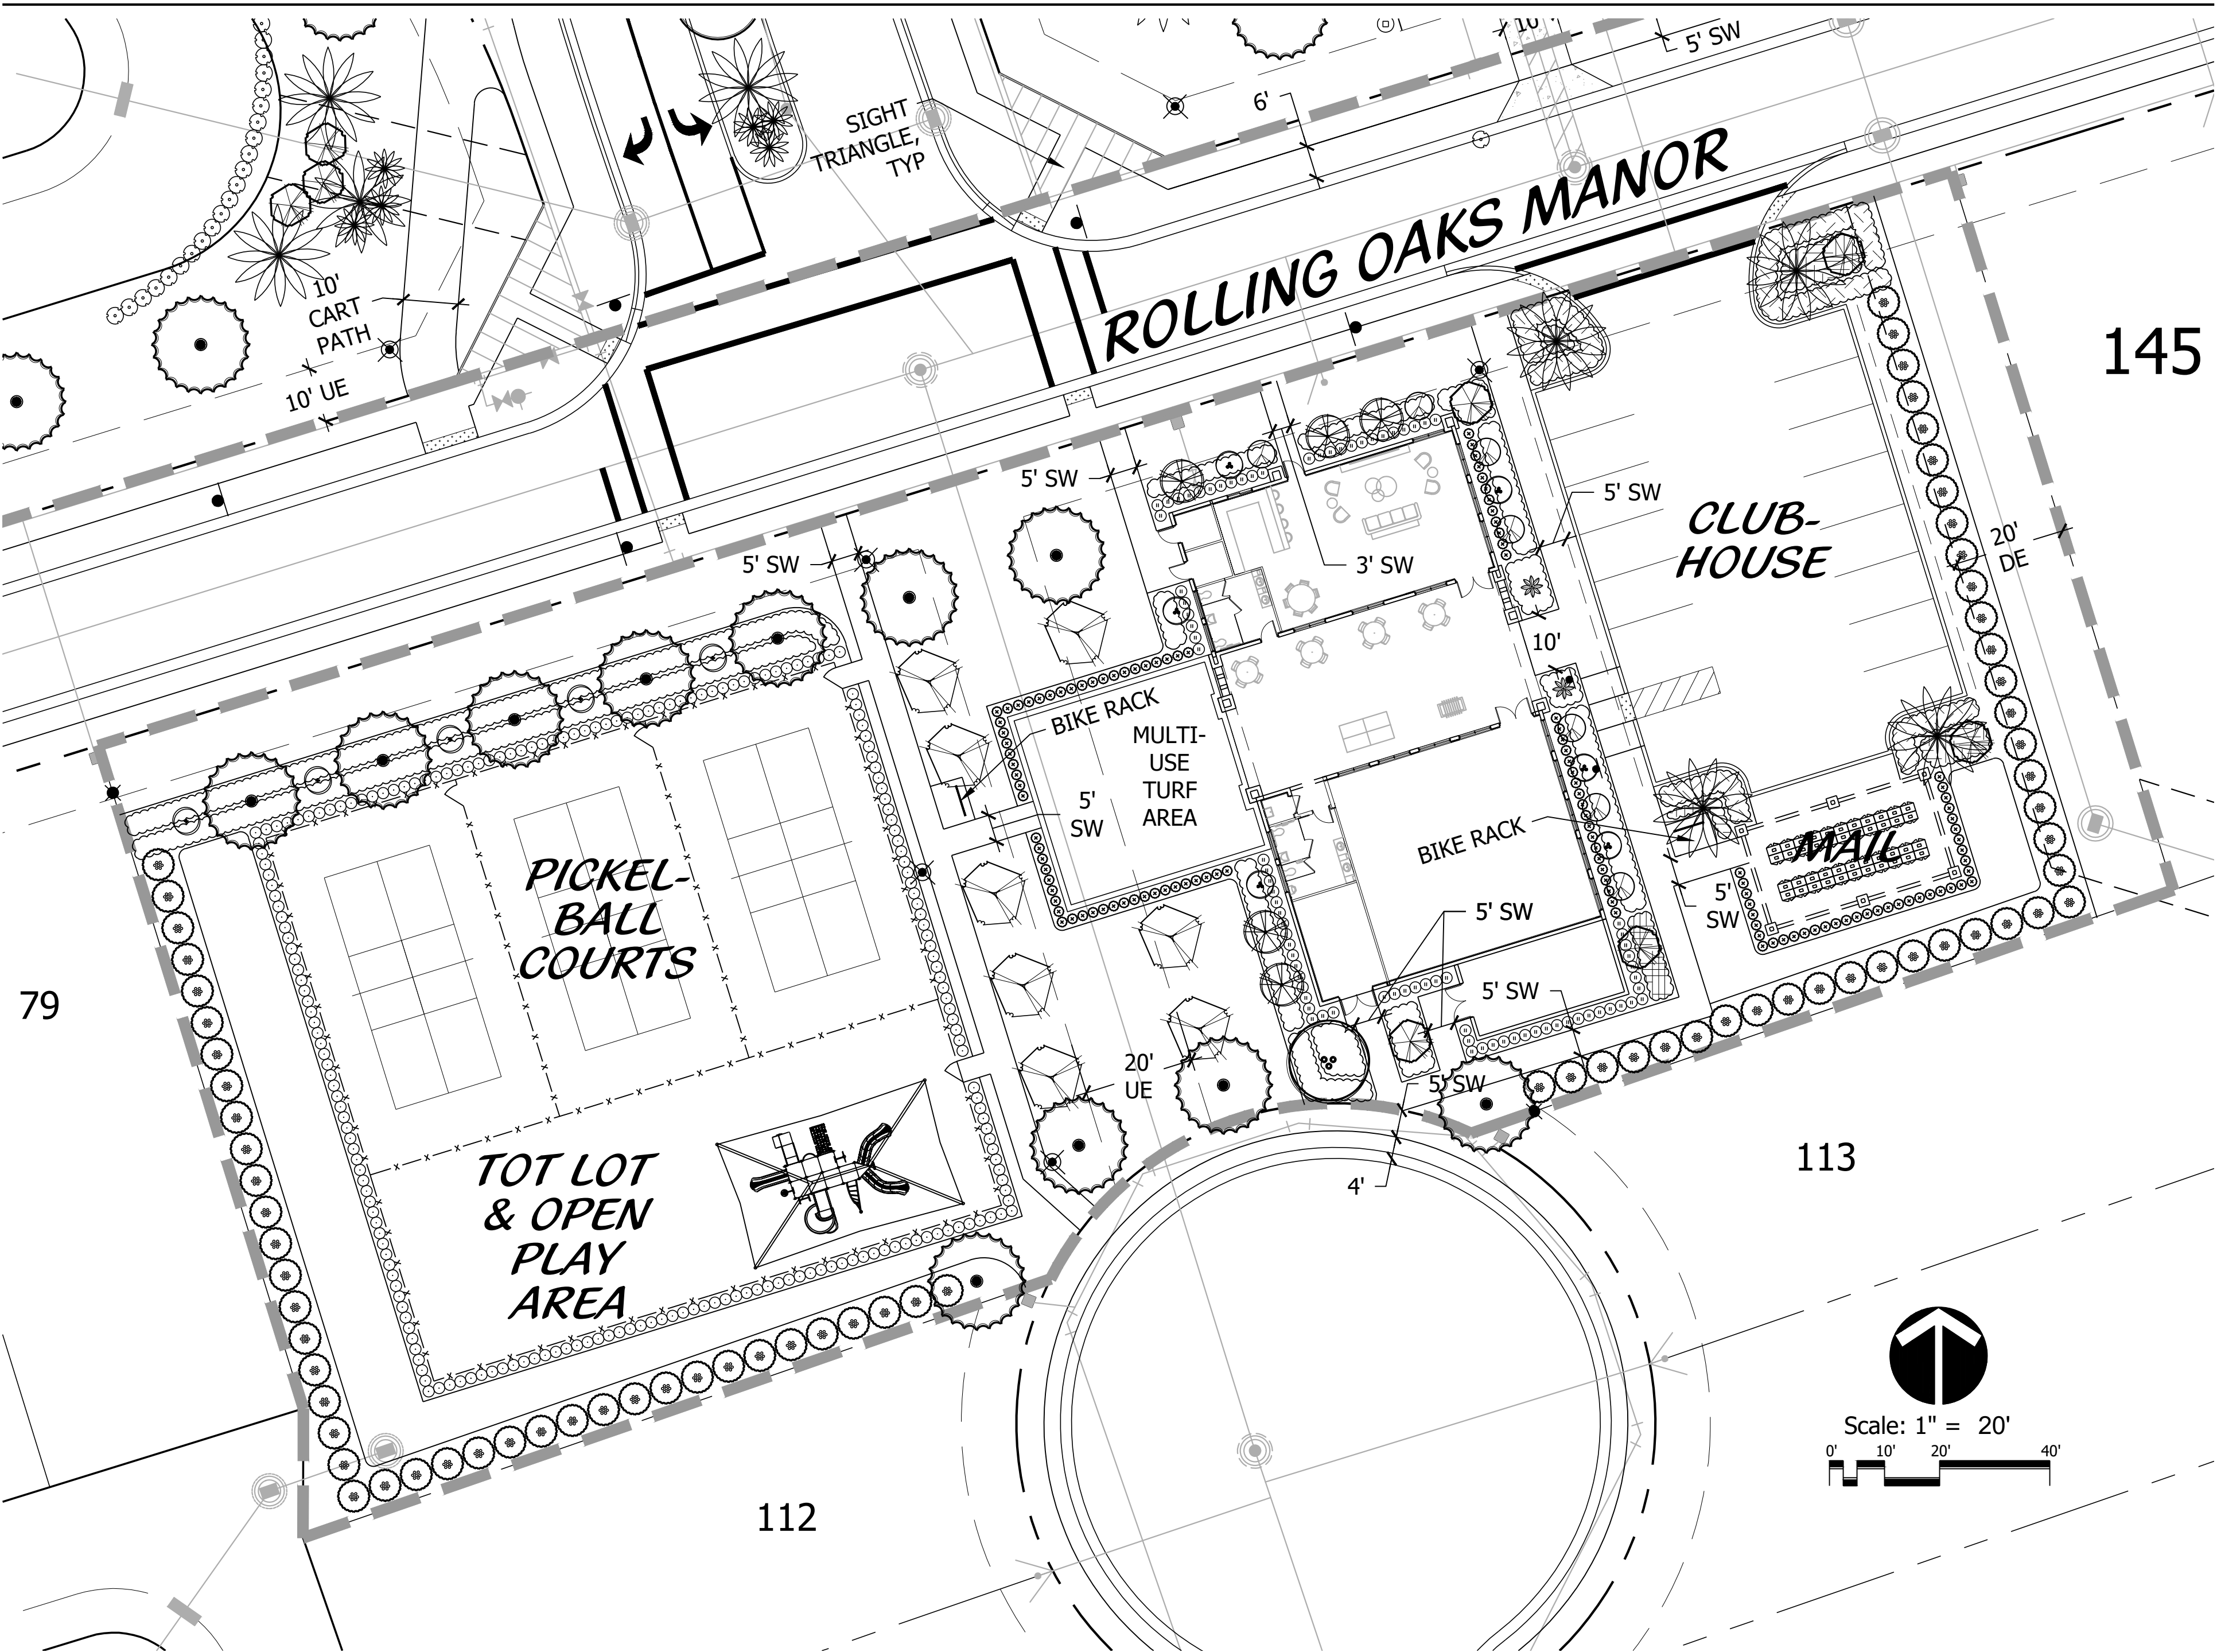 10'
5' SW
6'
SIGHT
TRIANGLE,
TYP
ROLLING OAKS MANOR
10'
CART
PATH
10' UE
145
5' SW
5' SW
3' SW
5' SW
CLUB-
HOUSE
20'
DE
10'
BIKE RACK
MULTI-
USE
TURF
AREA
5'
SW
BIKE RACK
MAIL
5'
SW
PICKEL-
BALL
COURTS
5' SW
5' SW
79
20'
UE
5' SW
4'
113
TOT LOT
& OPEN
PLAY
AREA
112
Scale: 1" = 20'
0' 10' 20' 40'